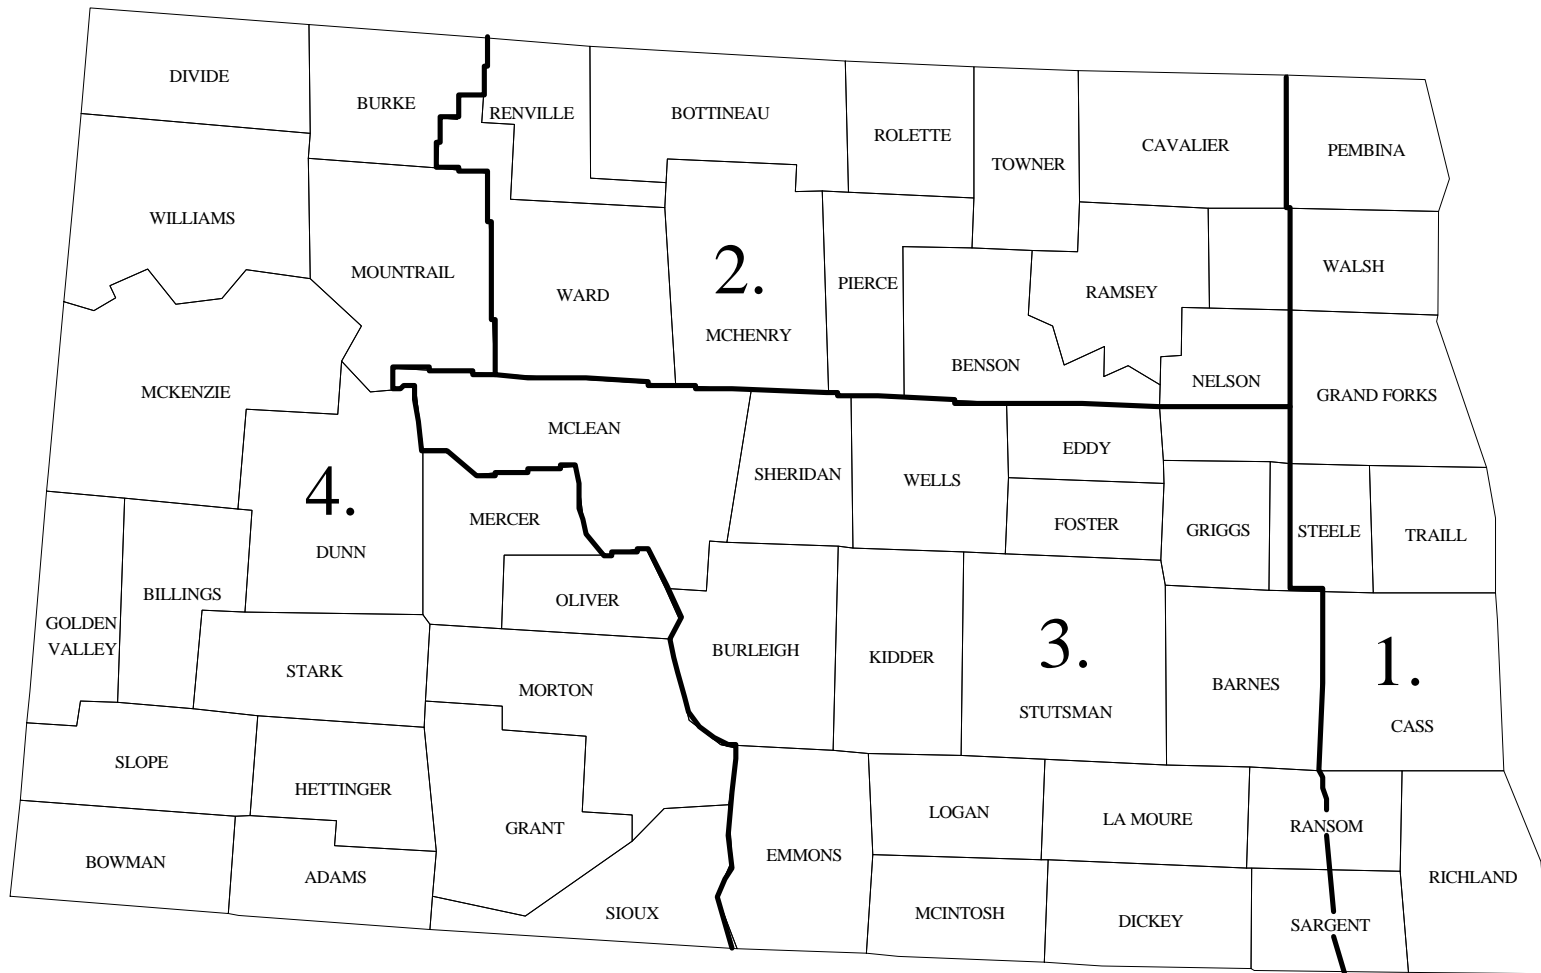 DIVIDE
BURKE
RENVILLE
BOTTINEAU
ROLETTE
TOWNER
CAVALIER
PEMBINA
WILLIAMS
MOUNTRAIL
WARD
2.
MCHENRY
PIERCE
BENSON
RAMSEY
NELSON
WALSH
GRAND FORKS
MCKENZIE
MCLEAN
SHERIDAN
WELLS
EDDY
FOSTER
GRIGGS
STEELE
TRAILL
4.
DUNN
MERCER
OLIVER
BILLINGS
GOLDEN
VALLEY
STARK
MORTON
BURLEIGH
KIDDER
3.
STUTSMAN
BARNES
1.
CASS
SLOPE
HETTINGER
GRANT
BOWMAN
ADAMS
SIOUX
EMMONS
LOGAN
LA MOURE
RANSOM
RICHLAND
MCINTOSH
DICKEY
SARGENT